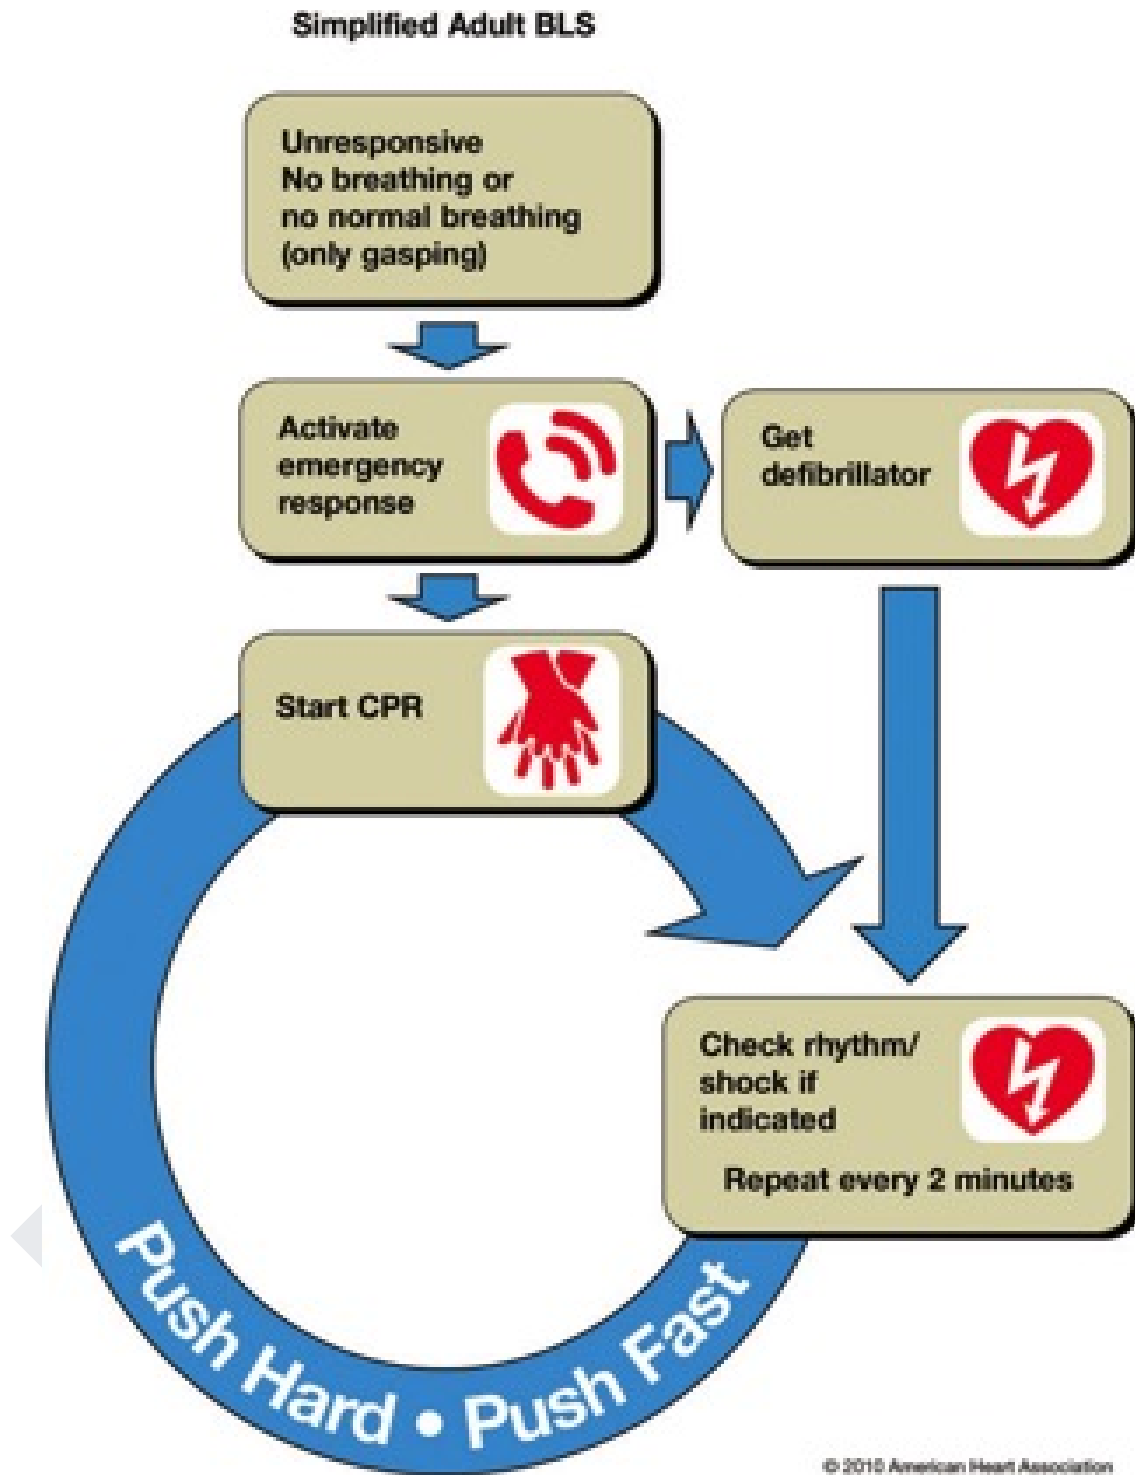 Simplified Adult BLS
Unresponsive
No breathing or
no normal breathing
(only gasping)
Activate
emergency
response
Get
defibrillator
Start CPR
Check rhythm/
shock if
indicated
Repeat every 2 minutes
Push Hard • Push Fast
© 2010 American Heart Association